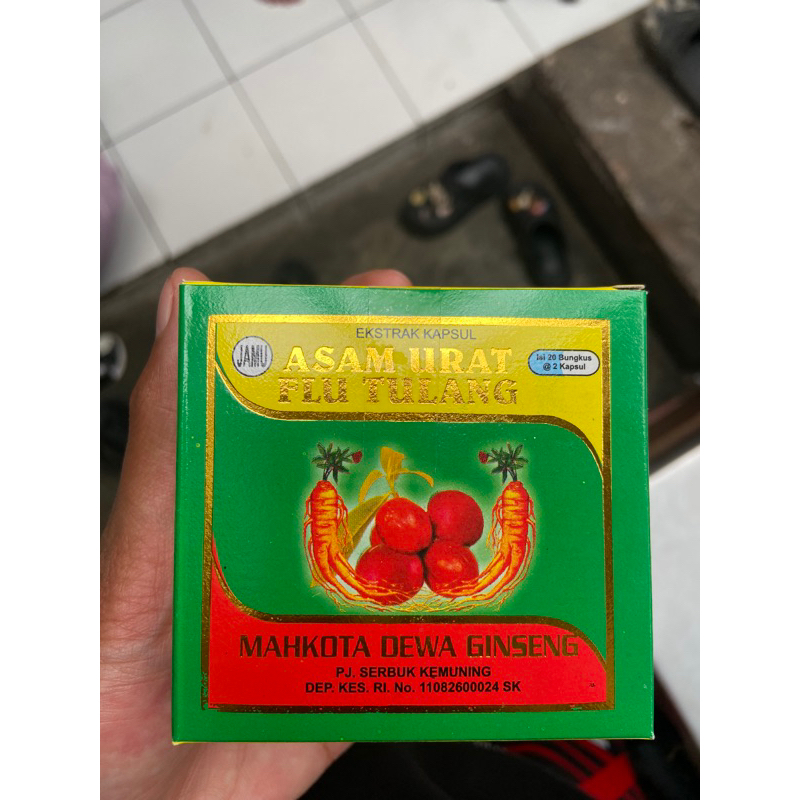 EKSTRAK KAPSUL
JAMU
ASAM URAT
FLU TULANG
Isi 20 Bungkus
@ 2 Kapsul
MAHKOTA DEWA GINSENG
PJ. SERBUK KEMUNING
DEP. KES. RI. No. 11082600024 SK